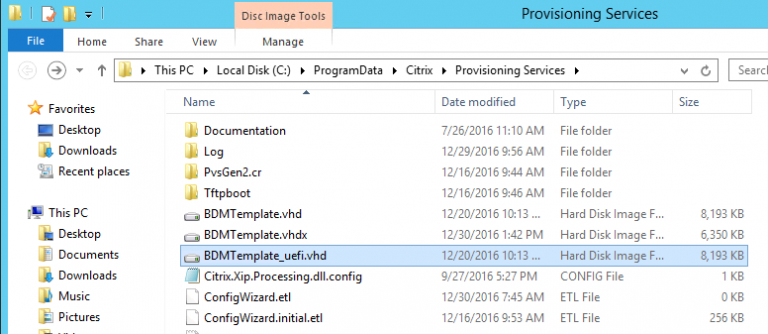 Disc Image Tools
Provisioning Services
File Home Share View Manage
This PC Local Disk (C:) ProgramData Citrix Provisioning Services
Searc
Name Date modified Type Size
Favorites
Desktop
Downloads
Recent places
This PC
Desktop
Documents
Downloads
Music
Pictures
Documentation 7/26/2016 11:10 AM File folder
Log 12/29/2016 9:56 AM File folder
PvsGen2.cr 12/16/2016 9:44 AM File folder
Tftpboot 12/16/2016 9:46 AM File folder
BDMTemplate.vhd 12/20/2016 10:13 ... Hard Disk Image F... 8,193 KB
BDMTemplate.vhdx 12/30/2016 1:42 PM Hard Disk Image F... 6,350 KB
BDMTemplate_uefi.vhd 12/20/2016 10:13 ... Hard Disk Image F... 8,193 KB
Citrix.Xip.Processing.dll.config 9/27/2016 5:27 PM CONFIG File 1 KB
ConfigWizard.etl 12/30/2016 7:45 AM ETL File 0 KB
ConfigWizard.initial.etl 12/16/2016 9:53 AM ETL File 256 KB